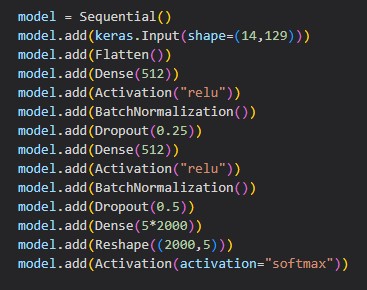 model = Sequential()
model.add(keras.Input(shape=(14,129)))
model.add(Flatten())
model.add(Dense(512))
model.add(Activation("relu"))
model.add(BatchNormalization())
model.add(Dropout(0.25))
model.add(Dense(512))
model.add(Activation("relu"))
model.add(BatchNormalization())
model.add(Dropout(0.5))
model.add(Dense(5*2000))
model.add(Reshape((2000,5)))
model.add(Activation(activation="softmax"))